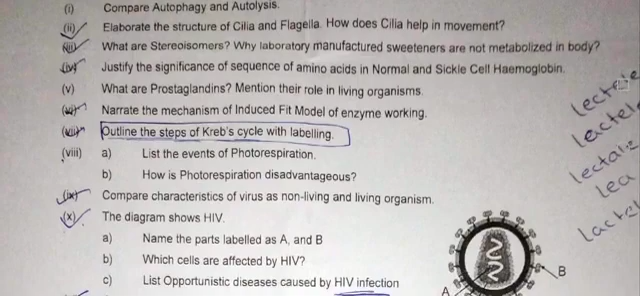 (i) Compare Autophagy and Autolysis.
(ii) Elaborate the structure of Cilia and Flagella. How does Cilia help in movement?
(iii) What are Stereoisomers? Why laboratory manufactured sweeteners are not metabolized in body?
(iv) Justify the significance of sequence of amino acids in Normal and Sickle Cell Haemoglobin.
(v) What are Prostaglandins? Mention their role in living organisms.
(vi) Narrate the mechanism of Induced Fit Model of enzyme working.
(vii) Outline the steps of Kreb's cycle with labelling.
(viii) a) List the events of Photorespiration.
b) How is Photorespiration disadvantageous?
(ix) Compare characteristics of virus as non-living and living organism.
(x) The diagram shows HIV.
a) Name the parts labelled as A, and B
b) Which cells are affected by HIV?
c) List Opportunistic diseases caused by HIV infection
A
B
lea